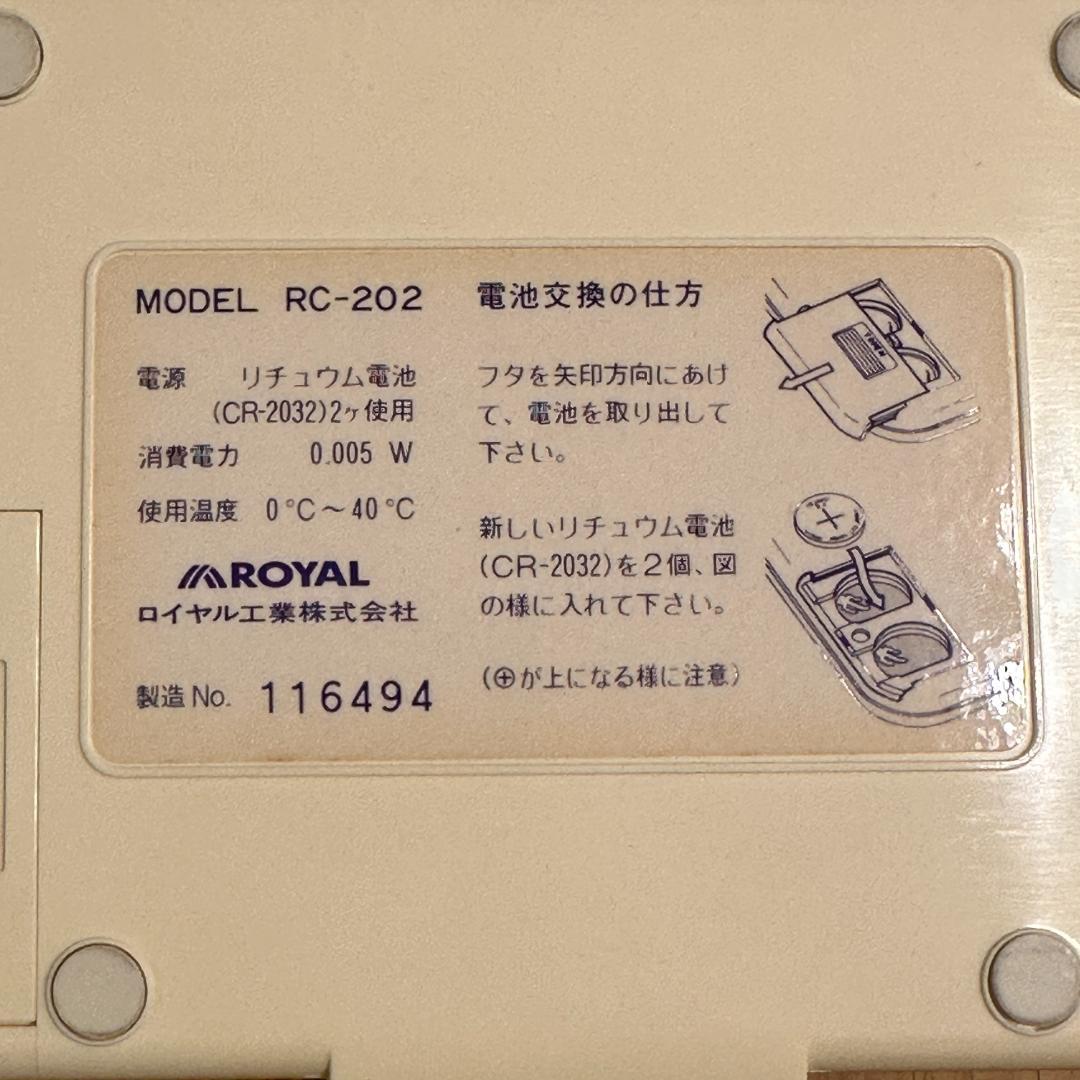 MODEL RC-202
電源 リチュウム電池
(CR-2032)2ヶ使用
消費電力 0.005 W
使用温度 0°C～40°C
ROYAL
ロイヤル工業株式会社
製造No. 116494
電池交換の仕方
フタを矢印方向にあけ
て、電池を取り出して
下さい。
新しいリチュウム電池
(CR-2032)を2個、図
の様に入れて下さい。
(⊕が上になる様に注意)